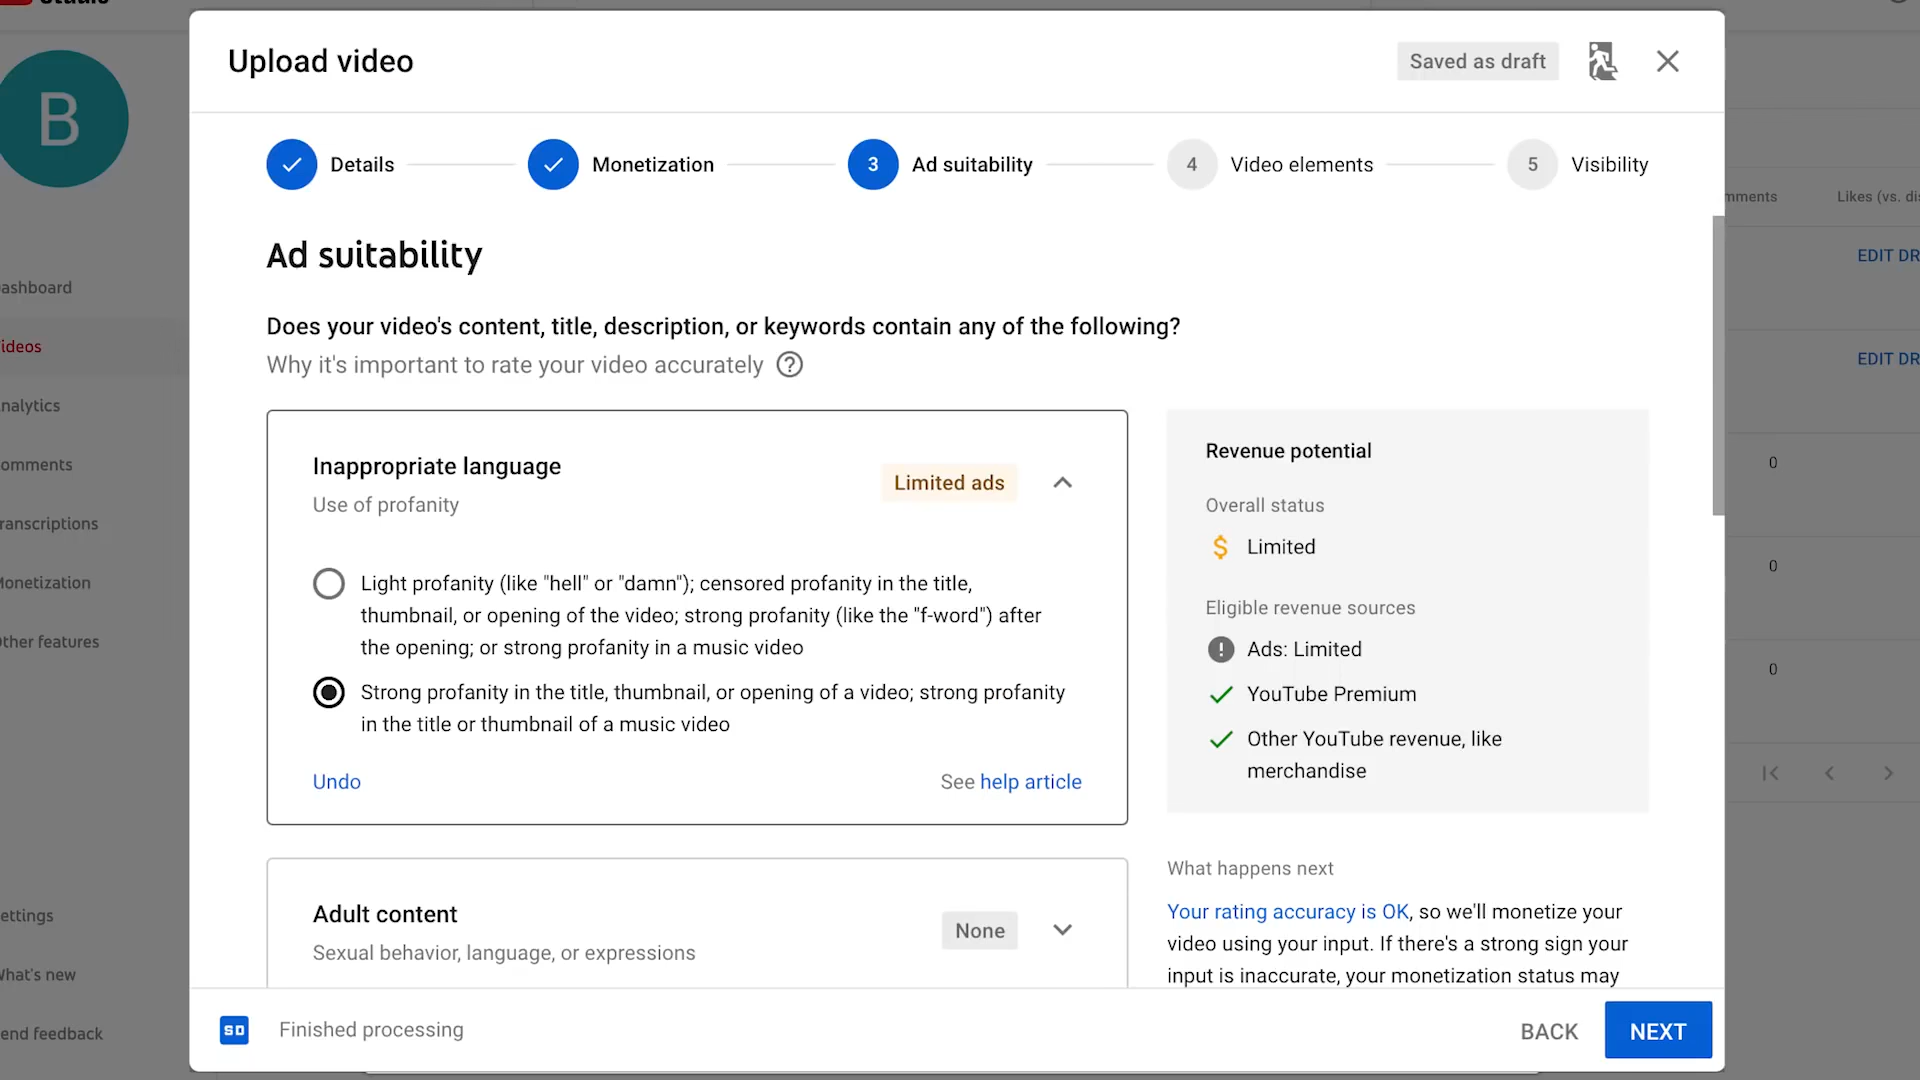 Upload video
Saved as draft
B
Details
Monetization
3
Ad suitability
4
Video elements
5
Visibility
mments
Likes (vs. dis
Ad suitability
Does your video's content, title, description, or keywords contain any of the following?
Why it's important to rate your video accurately
EDIT DR
EDIT DR
ashboard
ideos
nalytics
omments
ranscriptions
Monetization
Other features
ettings
What's new
end feedback
Inappropriate language
Use of profanity
Limited ads
Light profanity (like "hell" or "damn"); censored profanity in the title,
thumbnail, or opening of the video; strong profanity (like the "f-word") after
the opening; or strong profanity in a music video
Strong profanity in the title, thumbnail, or opening of a video; strong profanity
in the title or thumbnail of a music video
Undo
See help article
Adult content
Sexual behavior, language, or expressions
None
Revenue potential
Overall status
$ Limited
Eligible revenue sources
Ads: Limited
YouTube Premium
Other YouTube revenue, like
merchandise
What happens next
Your rating accuracy is OK, so we'll monetize your
video using your input. If there's a strong sign your
input is inaccurate, your monetization status may
0
0
0
SD
Finished processing
BACK
NEXT